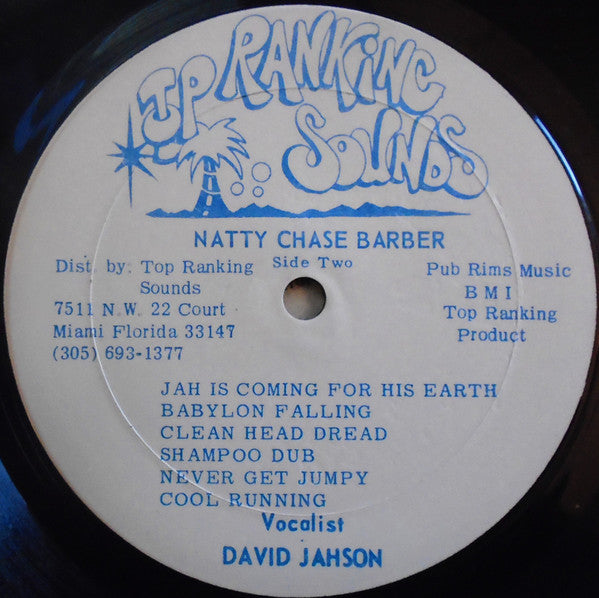 TOP RANKiNG
SOUNDS
NATTY CHASE BARBER
Side Two
Dist. by: Top Ranking
Sounds
7511 N.W. 22 Court
Miami Florida 33147
(305) 693-1377
Pub Rims Music
B M I
Top Ranking
Product
JAH IS COMING FOR HIS EARTH
BABYLON FALLING
CLEAN HEAD DREAD
SHAMPOO DUB
NEVER GET JUMPY
COOL RUNNING
Vocalist
DAVID JAHSON